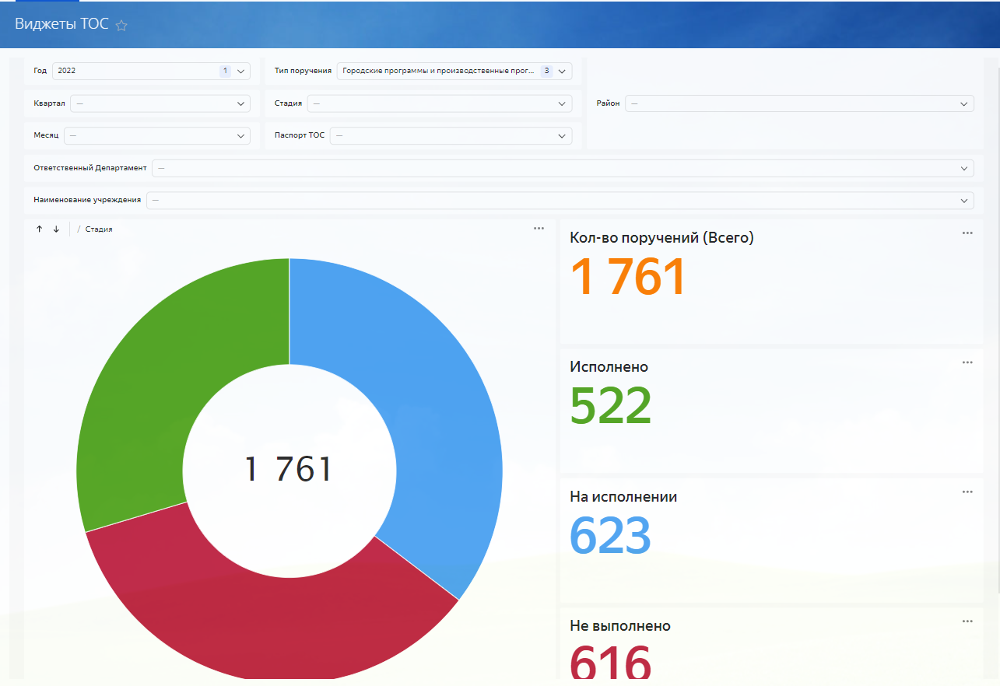 Виджеты ТОС
Год 2022 1 Тип поручения Городские программы и производственные прог... 3
Квартал — Стадия — Район —
Месяц — Паспорт ТОС —
Ответственный Департамент —
Наименование учреждения —
/ Стадия
Кол-во поручений (Всего)
1 761
Исполнено
522
1 761
На исполнении
623
Не выполнено
616